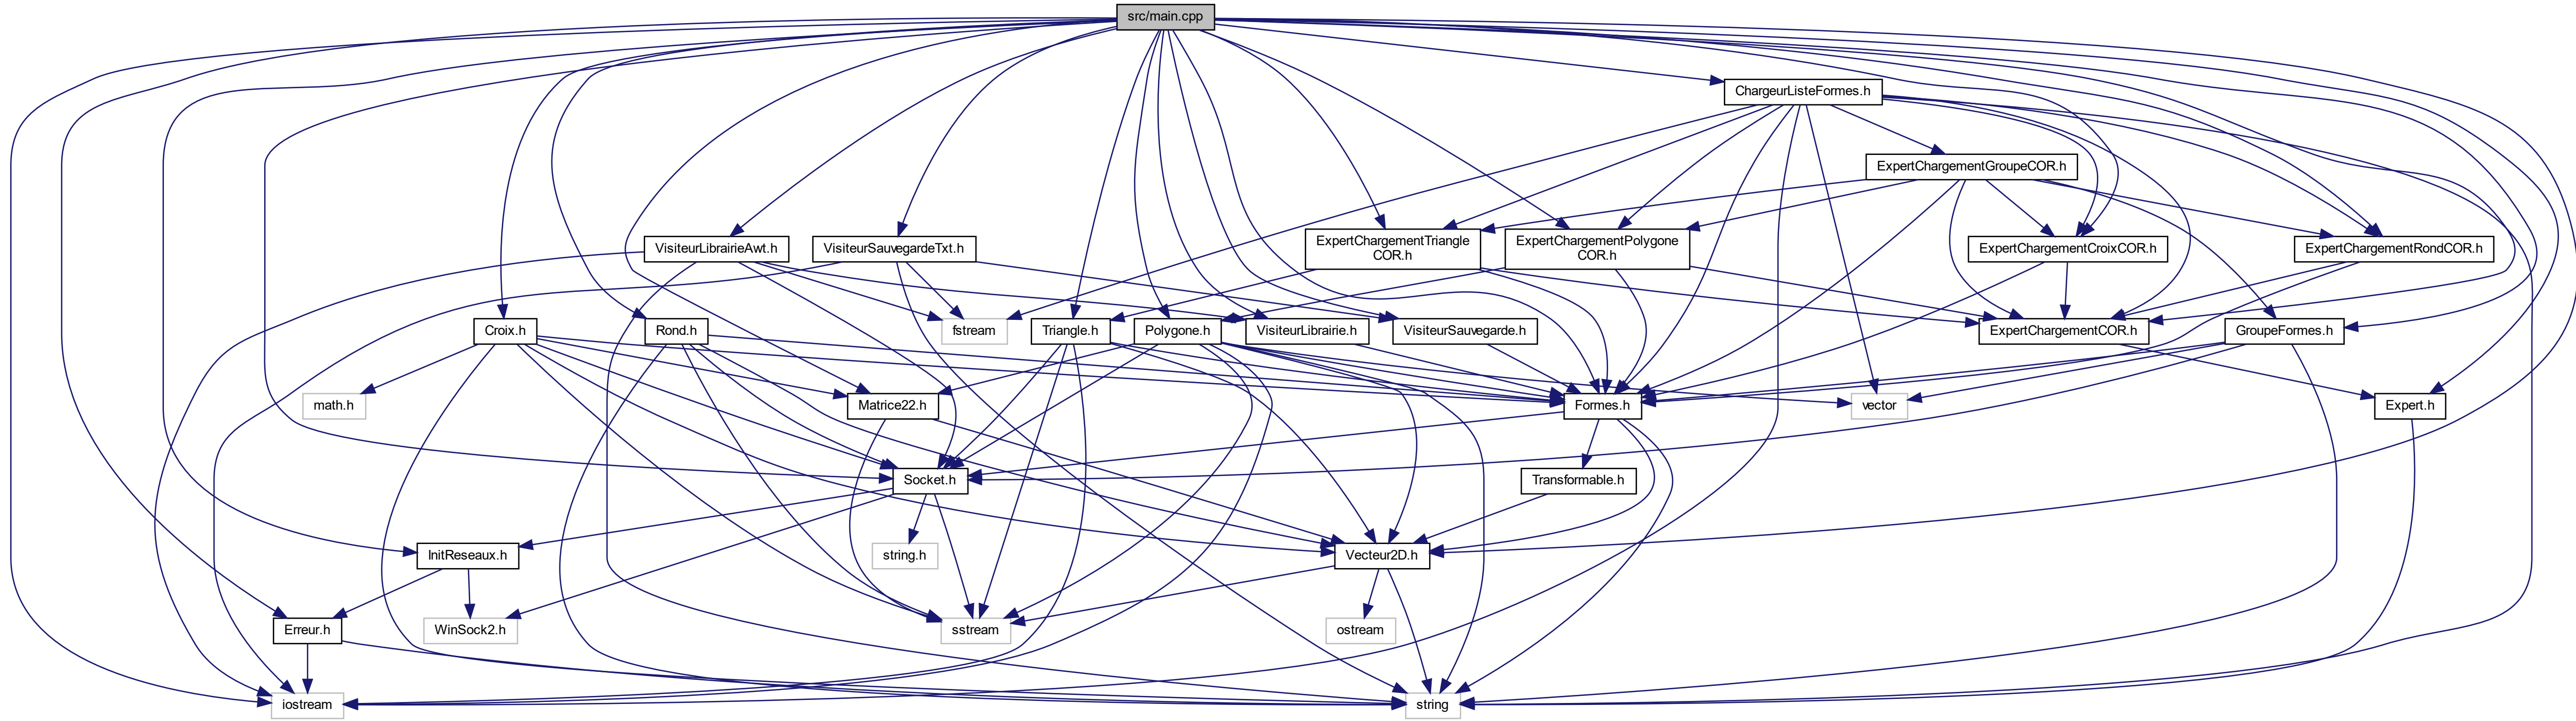 src/main.cpp
ChargeurListeFormes.h
ExpertChargementGroupeCOR.h
VisiteurLibrairieAwt.h
VisiteurSauvegardeTxt.h
ExpertChargementTriangle
COR.h
ExpertChargementPolygone
COR.h
ExpertChargementCroixCOR.h
ExpertChargementRondCOR.h
Croix.h
Rond.h
fstream
Triangle.h
Polygone.h
VisiteurLibrairie.h
VisiteurSauvegarde.h
ExpertChargementCOR.h
GroupeFormes.h
math.h
Matrice22.h
Formes.h
vector
Expert.h
Socket.h
Transformable.h
InitReseaux.h
string.h
Vecteur2D.h
Erreur.h
WinSock2.h
sstream
ostream
iostream
string